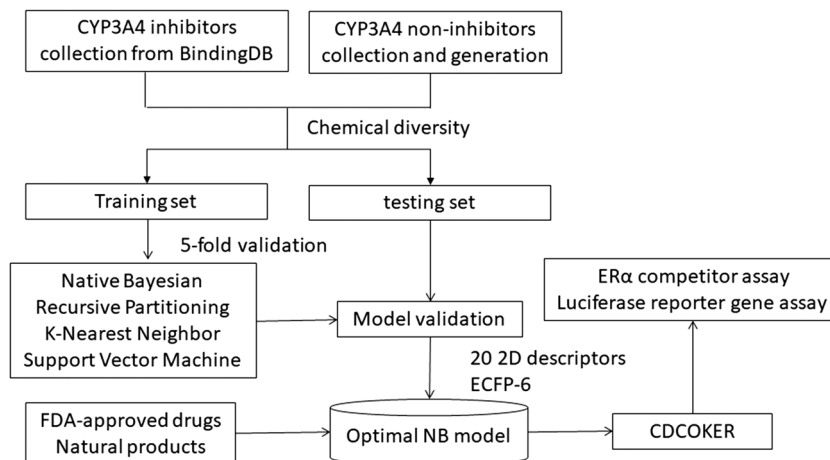 CYP3A4 inhibitors
collection from BindingDB
CYP3A4 non-inhibitors
collection and generation
Chemical diversity
Training set
testing set
5-fold validation
Native Bayesian
Recursive Partitioning
K-Nearest Neighbor
Support Vector Machine
Model validation
ERα competitor assay
Luciferase reporter gene assay
20 2D descriptors
ECFP-6
FDA-approved drugs
Natural products
Optimal NB model
CDCOKER